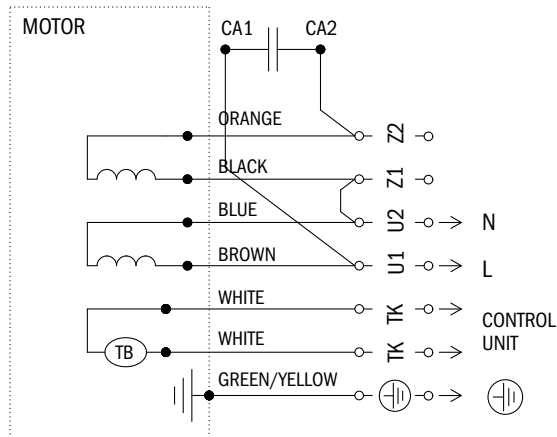 MOTOR
CA1 CA2
ORANGE Z2
BLACK Z1
BLUE U2 N
BROWN U1 L
WHITE TK
CONTROL
UNIT
WHITE TK
TB
GREEN/YELLOW